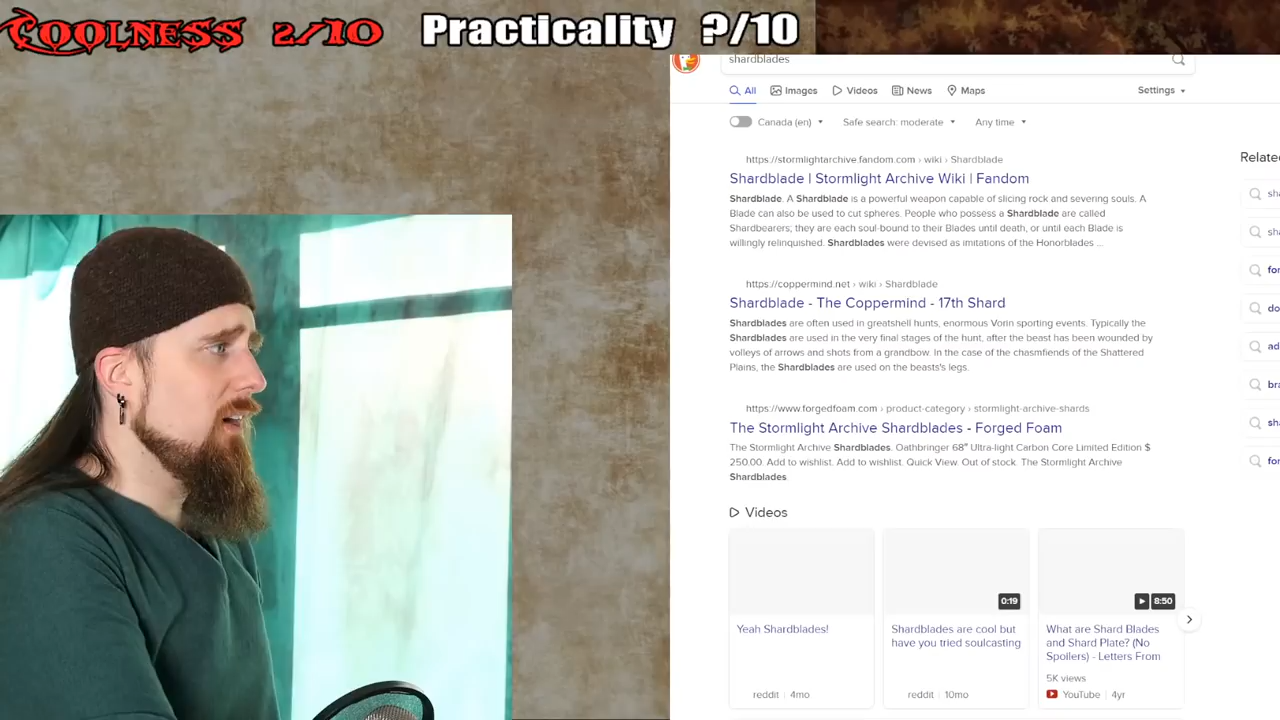 COOLNESS 2/10
Practicality ?/10
shardblades
All
Images
Videos
News
Maps
Settings
Canada (en)
Safe search: moderate
Any time
https://stormlightarchive.fandom.com › wiki › Shardblade
Shardblade | Stormlight Archive Wiki | Fandom
Shardblade. A Shardblade is a powerful weapon capable of slicing rock and severing souls. A
Blade can also be used to cut spheres. People who possess a Shardblade are called
Shardbearers; they are each soul-bound to their Blades until death, or until each Blade is
willingly relinquished. Shardblades were devised as imitations of the Honorblades ...
https://coppermind.net › wiki › Shardblade
Shardblade - The Coppermind - 17th Shard
Shardblades are often used in greatshell hunts, enormous Vorin sporting events. Typically the
Shardblades are used in the very final stages of the hunt, after the beast has been wounded by
volleys of arrows and shots from a grandbow. In the case of the chasmfiends of the Shattered
Plains, the Shardblades are used on the beasts's legs.
https://www.forgedfoam.com › product-category › stormlight-archive-shards
The Stormlight Archive Shardblades - Forged Foam
The Stormlight Archive Shardblades. Oathbringer 68" Ultra-light Carbon Core Limited Edition $
250.00. Add to wishlist. Add to wishlist. Quick View. Out of stock. The Stormlight Archive
Shardblades
Videos
Yeah Shardblades!
reddit | 4mo
0:19
Shardblades are cool but
have you tried soulcasting
reddit | 10mo
8:50
What are Shard Blades
and Shard Plate? (No
Spoilers) - Letters From
5K views
YouTube | 4yr
Relate
sha
sh
for
do
ad
bra
sh
for